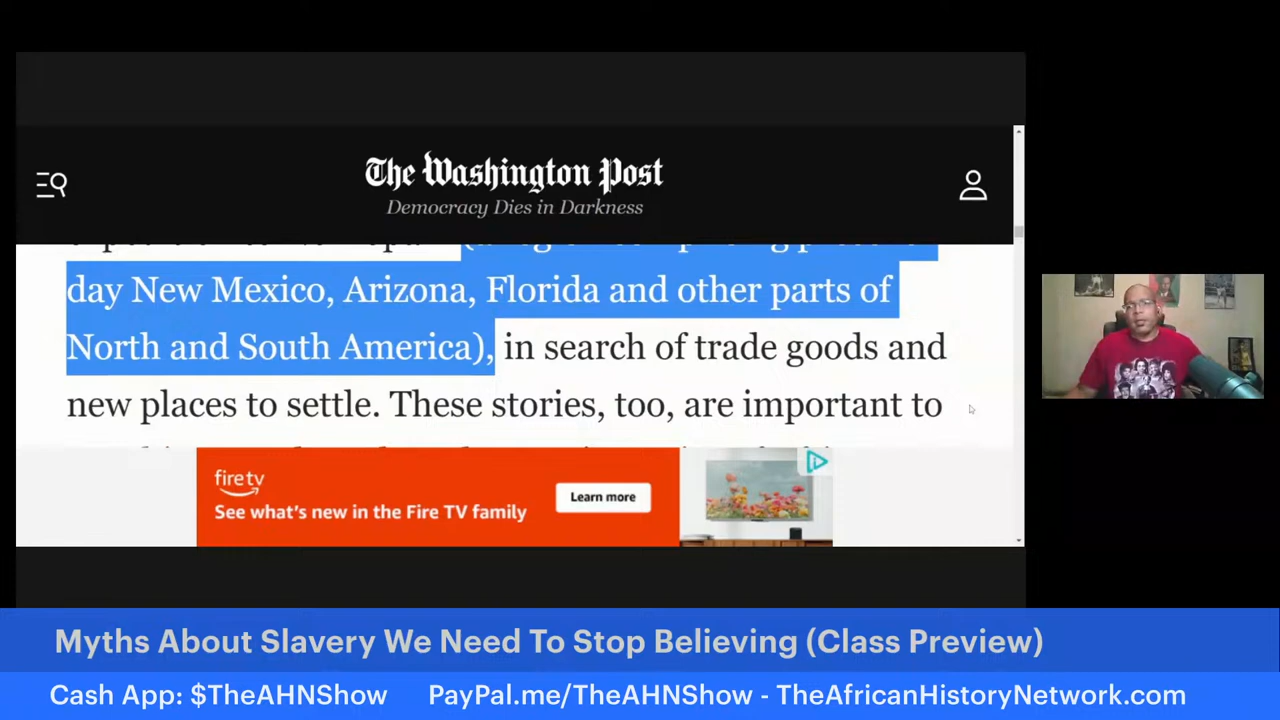 The Washington Post
Democracy Dies in Darkness
day New Mexico, Arizona, Florida and other parts of
North and South America), in search of trade goods and
new places to settle. These stories, too, are important to
fire tv
See what's new in the Fire TV family
Learn more
Myths About Slavery We Need To Stop Believing (Class Preview)
Cash App: $TheAHNShow PayPal.me/TheAHNShow - TheAfricanHistoryNetwork.com